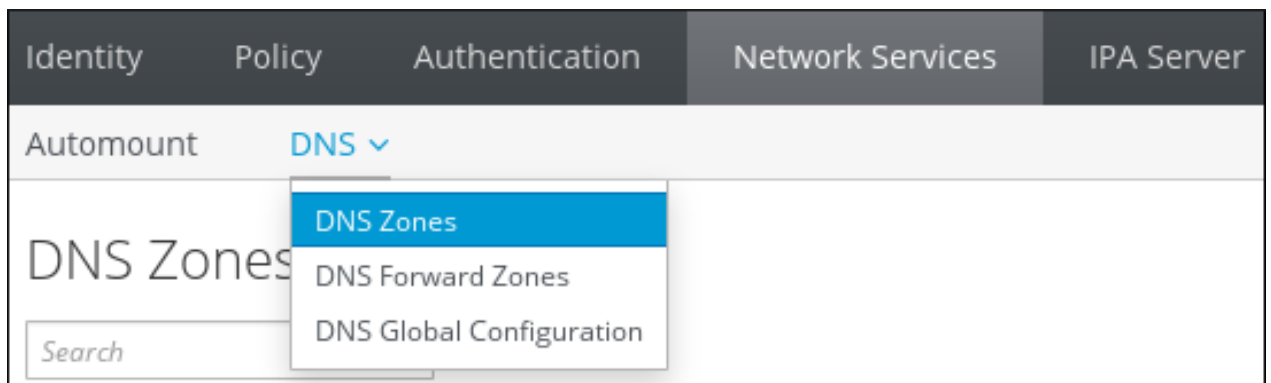 Identity Policy Authentication Network Services IPA Server
Automount DNS
DNS Zones
DNS Zones
DNS Forward Zones
DNS Global Configuration
Search